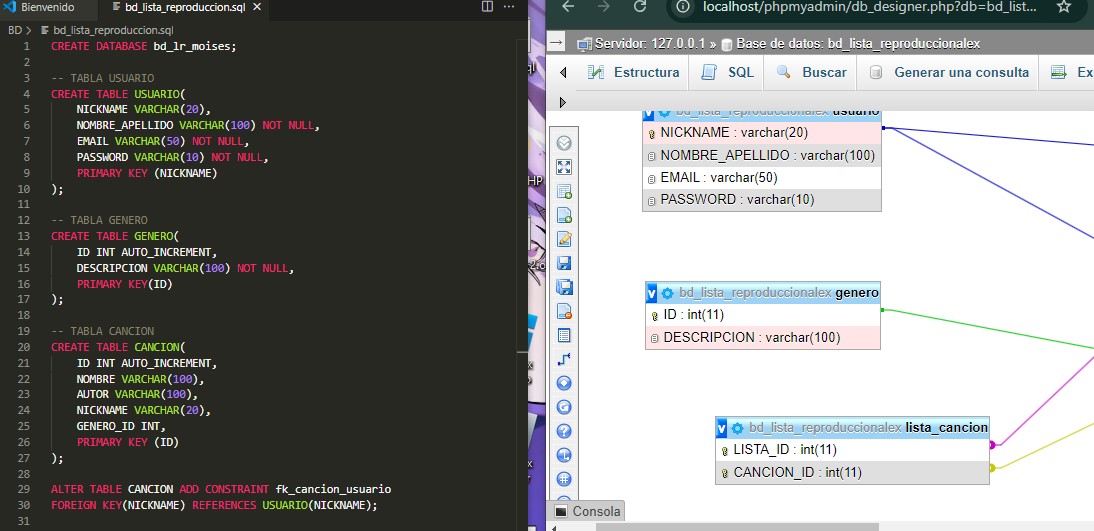 Bienvenido
bd_lista_reproduccion.sql
BD > bd_lista_reproduccion.sql
1 CREATE DATABASE bd_lr_moises;
2
3 -- TABLA USUARIO
4 CREATE TABLE USUARIO(
5 NICKNAME VARCHAR(20),
6 NOMBRE_APELLIDO VARCHAR(100) NOT NULL,
7 EMAIL VARCHAR(50) NOT NULL,
8 PASSWORD VARCHAR(10) NOT NULL,
9 PRIMARY KEY (NICKNAME)
10 );
11
12 -- TABLA GENERO
13 CREATE TABLE GENERO(
14 ID INT AUTO_INCREMENT,
15 DESCRIPCION VARCHAR(100) NOT NULL,
16 PRIMARY KEY(ID)
17 );
18
19 -- TABLA CANCION
20 CREATE TABLE CANCION(
21 ID INT AUTO_INCREMENT,
22 NOMBRE VARCHAR(100),
23 AUTOR VARCHAR(100),
24 NICKNAME VARCHAR(20),
25 GENERO_ID INT,
26 PRIMARY KEY (ID)
27 );
28
29 ALTER TABLE CANCION ADD CONSTRAINT fk_cancion_usuario
30 FOREIGN KEY(NICKNAME) REFERENCES USUARIO(NICKNAME);
31
localhost/phpmyadmin/db_designer.php?db=bd_list...
Servidor: 127.0.0.1 » Base de datos: bd_lista_reproduccionalex
Estructura SQL Buscar Generar una consulta Ex
bd_lista_reproduccionalex usuario
NICKNAME : varchar(20)
NOMBRE_APELLIDO : varchar(100)
EMAIL : varchar(50)
PASSWORD : varchar(10)
bd_lista_reproduccionalex genero
ID : int(11)
DESCRIPCION : varchar(100)
bd_lista_reproduccionalex lista_cancion
LISTA_ID : int(11)
CANCION_ID : int(11)
Consola